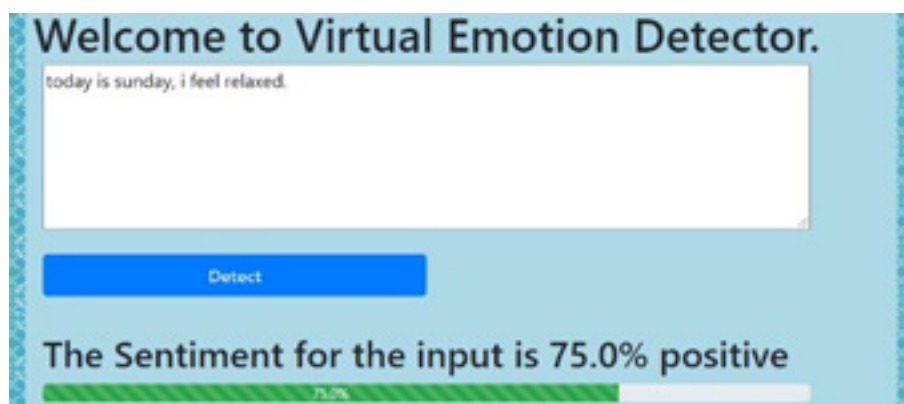 Welcome to Virtual Emotion Detector.
today is sunday, i feel relaxed.
Detect
The Sentiment for the input is 75.0% positive
75.0%